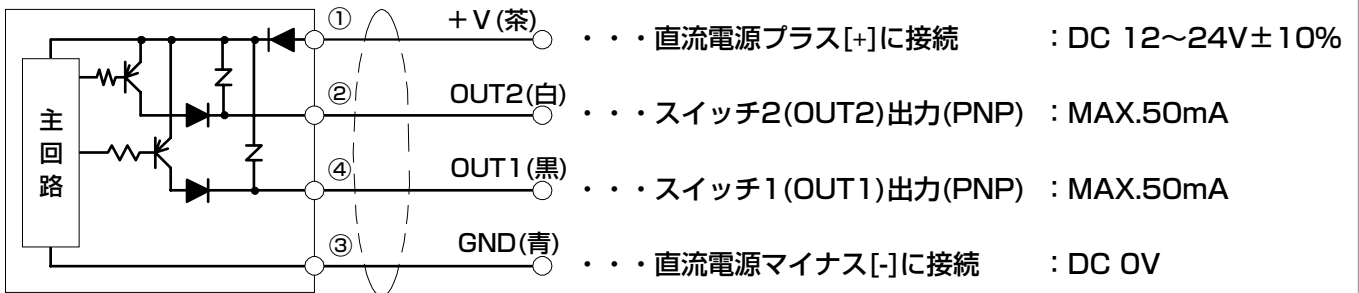 ① +V(茶) ・・・直流電源プラス[+]に接続 :DC 12～24V±10%
② OUT2(白) ・・・スイッチ2(OUT2)出力(PNP) :MAX.50mA
主回路
④ OUT1(黒) ・・・スイッチ1(OUT1)出力(PNP) :MAX.50mA
③ GND(青) ・・・直流電源マイナス[-]に接続 :DC 0V